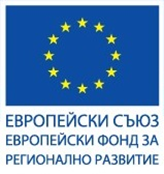 ЕВРОПЕЙСКИ СЪЮЗ
ЕВРОПЕЙСКИ ФОНД ЗА
РЕГИОНАЛНО РАЗВИТИЕ